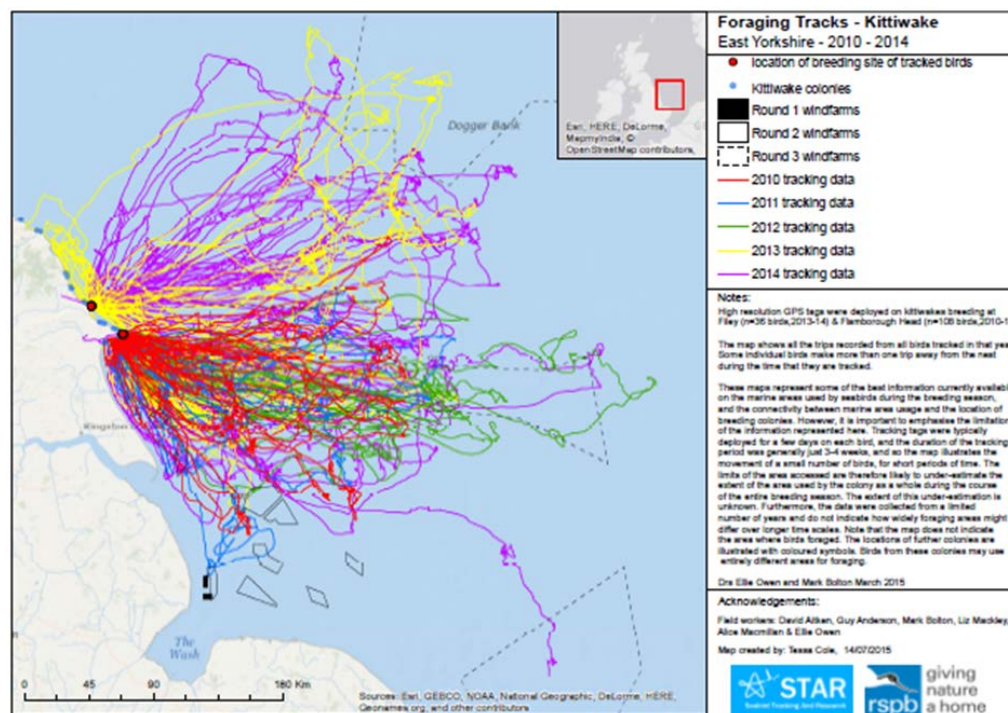 Foraging Tracks - Kittiwake
East Yorkshire - 2010 - 2014
location of breeding site of tracked birds
Kittiwake colonies
Round 1 windfarms
Round 2 windfarms
Round 3 windfarms
2010 tracking data
2011 tracking data
2012 tracking data
2013 tracking data
2014 tracking data
Notes:
High resolution GPS tags were deployed on kittiwakes breeding at
Filey (n=36 birds,2013-14) & Flamborough Head (n=108 birds,2010-1
The map shows all the trips recorded from all birds tracked in that yea
Some individual birds make more than one trip away from the nest
during the time that they are tracked.
These maps represent some of the best information currently availabl
on the marine areas used by seabirds during the breeding season,
and the connectivity between marine area usage and the location of
breeding colonies. However, it is important to emphasise the limitation
of the information represented here. Tracking tags were typically
deployed for a few days on each bird, and the duration of the tracking
period was generally just 3-4 weeks, and so the map illustrates the
movement of a small number of birds, for short periods of time. The
limits of the area accessed are therefore likely to under-estimate the
extent of the area used by the colony as a whole during the course
of the entire breeding season. The extent of this under-estimation is
unknown. Furthermore, the data were collected from a limited
number of years and do not indicate how widely foraging areas might
differ over longer time scales. Note that the map does not indicate
the area where birds foraged. The locations of further colonies are
illustrated with coloured symbols. Birds from these colonies may use
entirely different areas for foraging.
Drs Ellie Owen and Mark Bolton March 2015
Acknowledgements:
Field workers: David Aitken, Guy Anderson, Mark Bolton, Liz Mackley,
Alice Macmillan & Ellie Owen
Map created by: Tessa Cole, 14/07/2015
STAR
Seabird Tracking And Research
rspb
giving
nature
a home
Esri, HERE, DeLorme,
MapmyIndia, ©
OpenStreetMap contributors,
Dogger Bank
Kingston
The
Wash
0 45 90 180 Km
Sources: Esri, GEBCO, NOAA, National Geographic, DeLorme, HERE,
Geonames.org, and other contributors